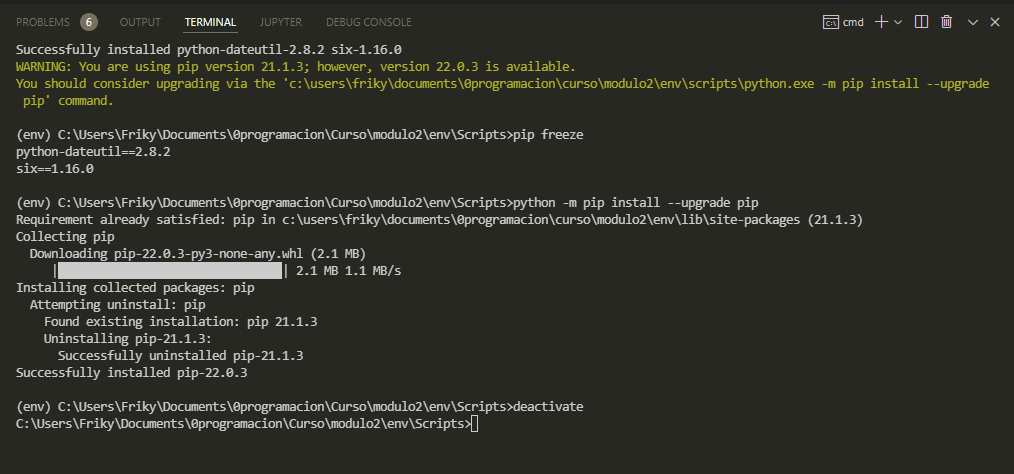 PROBLEMS 6 OUTPUT TERMINAL JUPYTER DEBUG CONSOLE cmd
Successfully installed python-dateutil-2.8.2 six-1.16.0
WARNING: You are using pip version 21.1.3; however, version 22.0.3 is available.
You should consider upgrading via the 'c:\users\friky\documents\0programacion\curso\modulo2\env\scripts\python.exe -m pip install --upgrade
pip' command.
(env) C:\Users\Friky\Documents\0programacion\Curso\modulo2\env\Scripts>pip freeze
python-dateutil==2.8.2
six==1.16.0
(env) C:\Users\Friky\Documents\0programacion\Curso\modulo2\env\Scripts>python -m pip install --upgrade pip
Requirement already satisfied: pip in c:\users\friky\documents\0programacion\curso\modulo2\env\lib\site-packages (21.1.3)
Collecting pip
Downloading pip-22.0.3-py3-none-any.whl (2.1 MB)
| | 2.1 MB 1.1 MB/s
Installing collected packages: pip
Attempting uninstall: pip
Found existing installation: pip 21.1.3
Uninstalling pip-21.1.3:
Successfully uninstalled pip-21.1.3
Successfully installed pip-22.0.3
(env) C:\Users\Friky\Documents\0programacion\Curso\modulo2\env\Scripts>deactivate
C:\Users\Friky\Documents\0programacion\Curso\modulo2\env\Scripts>